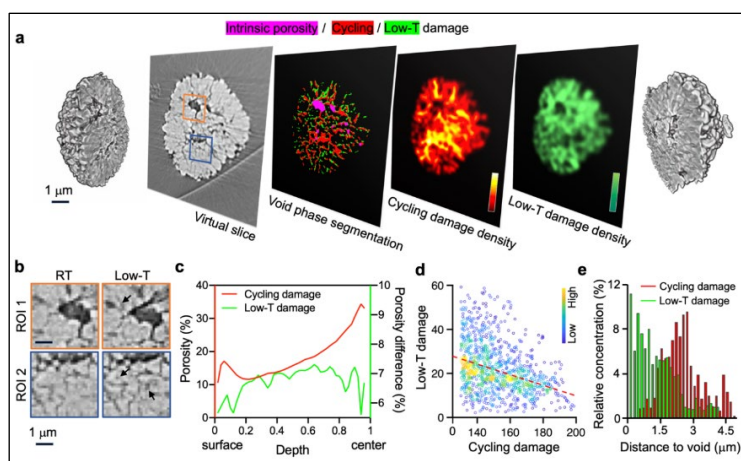 Intrinsic porosity / Cycling / Low-T damage
a
1 μm
Virtual slice
Void phase segmentation
Cycling damage density
Low-T damage density
b
RT
Low-T
ROI 1
ROI 2
1 μm
c
Cycling damage
Low-T damage
Porosity (%)
40
30
20
10
0
Porosity difference (%)
10
9
8
7
6
0 0.2 0.4 0.6 0.8 1
surface Depth center
d
Low-T damage
60
40
20
0
High
Low
140 160 180 200
Cycling damage
e
Cycling damage
Low-T damage
Relative concentration (%)
12
8
4
0
0 1.5 3 4.5
Distance to void (μm)